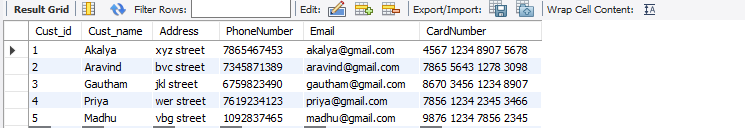 Result Grid Filter Rows: Edit: Export/Import: Wrap Cell Content:
Cust_id Cust_name Address PhoneNumber Email CardNumber
1 Akalya xyz street 7865467453 akalya@gmail.com 4567 1234 8907 5678
2 Aravind bvc street 7345871389 aravind@gmail.com 7865 5643 1278 3098
3 Gautham jkl street 6759823490 gautham@gmail.com 8670 3456 1234 8907
4 Priya wer street 7619234123 priya@gmail.com 7856 1234 2345 3466
5 Madhu vbg street 1092837465 madhu@gmail.com 9876 1234 7856 2345